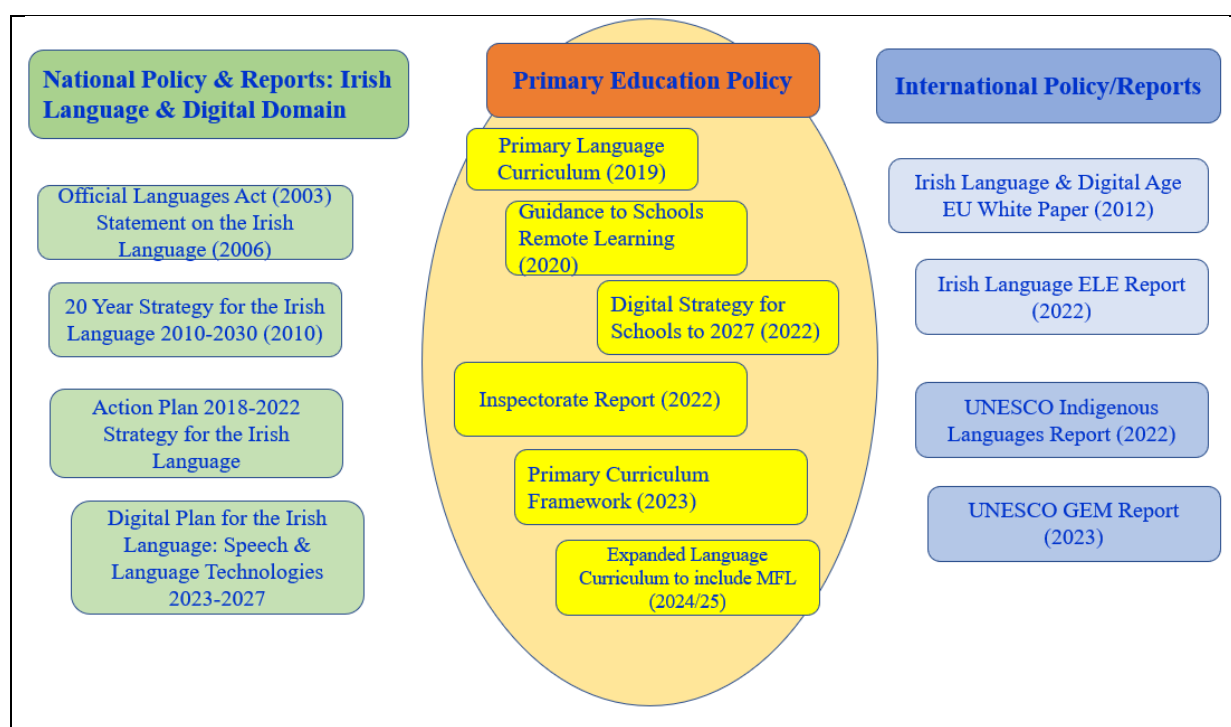 National Policy & Reports: Irish
Language & Digital Domain
Official Languages Act (2003)
Statement on the Irish
Language (2006)
20 Year Strategy for the Irish
Language 2010-2030 (2010)
Action Plan 2018-2022
Strategy for the Irish
Language
Digital Plan for the Irish
Language: Speech &
Language Technologies
2023-2027
Primary Education Policy
Primary Language
Curriculum (2019)
Guidance to Schools
Remote Learning
(2020)
Digital Strategy for
Schools to 2027 (2022)
Inspectorate Report (2022)
Primary Curriculum
Framework (2023)
Expanded Language
Curriculum to include MFL
(2024/25)
International Policy/Reports
Irish Language & Digital Age
EU White Paper (2012)
Irish Language ELE Report
(2022)
UNESCO Indigenous
Languages Report (2022)
UNESCO GEM Report
(2023)